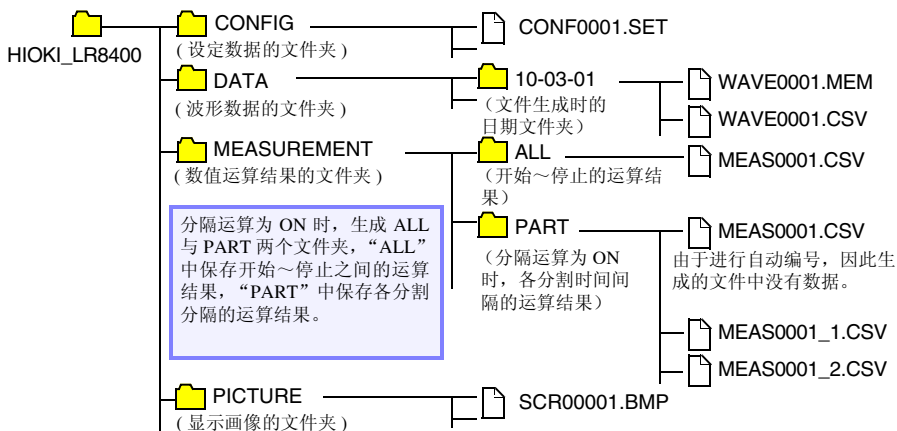 HIOKI_LR8400
CONFIG
( 设定数据的文件夹 )
CONF0001.SET
DATA
( 波形数据的文件夹 )
10-03-01
（文件生成时的
日期文件夹）
WAVE0001.MEM
WAVE0001.CSV
MEASUREMENT
( 数值运算结果的文件夹 )
ALL
（开始～停止的运算结
果）
MEAS0001.CSV
分隔运算为 ON 时，生成 ALL
与 PART 两个文件夹，“ALL”
中保存开始～停止之间的运算
结果，“PART”中保存各分割
分隔的运算结果。
PART
（分隔运算为 ON
时，各分割时间间
隔的运算结果）
MEAS0001.CSV
由于进行自动编号，因此生
成的文件中没有数据。
MEAS0001_1.CSV
MEAS0001_2.CSV
PICTURE
( 显示画像的文件夹 )
SCR00001.BMP